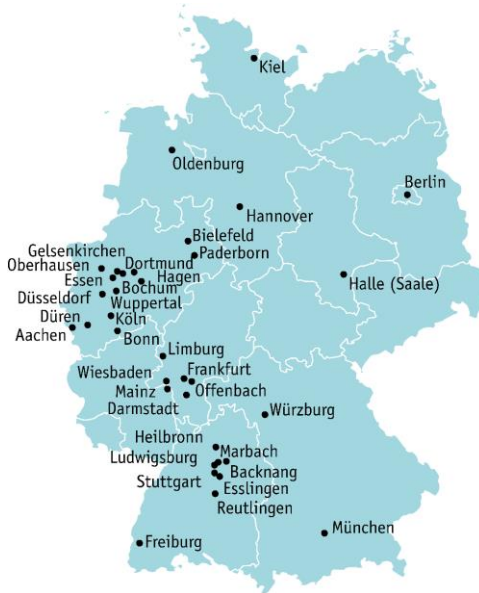 Kiel
Oldenburg
Berlin
Hannover
Bielefeld
Gelsenkirchen
Paderborn
Oberhausen
Dortmund
Essen
Hagen
Halle (Saale)
Bochum
Düsseldorf
Wuppertal
Düren
Köln
Aachen
Bonn
Limburg
Wiesbaden
Frankfurt
Mainz
Offenbach
Darmstadt
Würzburg
Heilbronn
Marbach
Ludwigsburg
Backnang
Stuttgart
Esslingen
Reutlingen
München
Freiburg